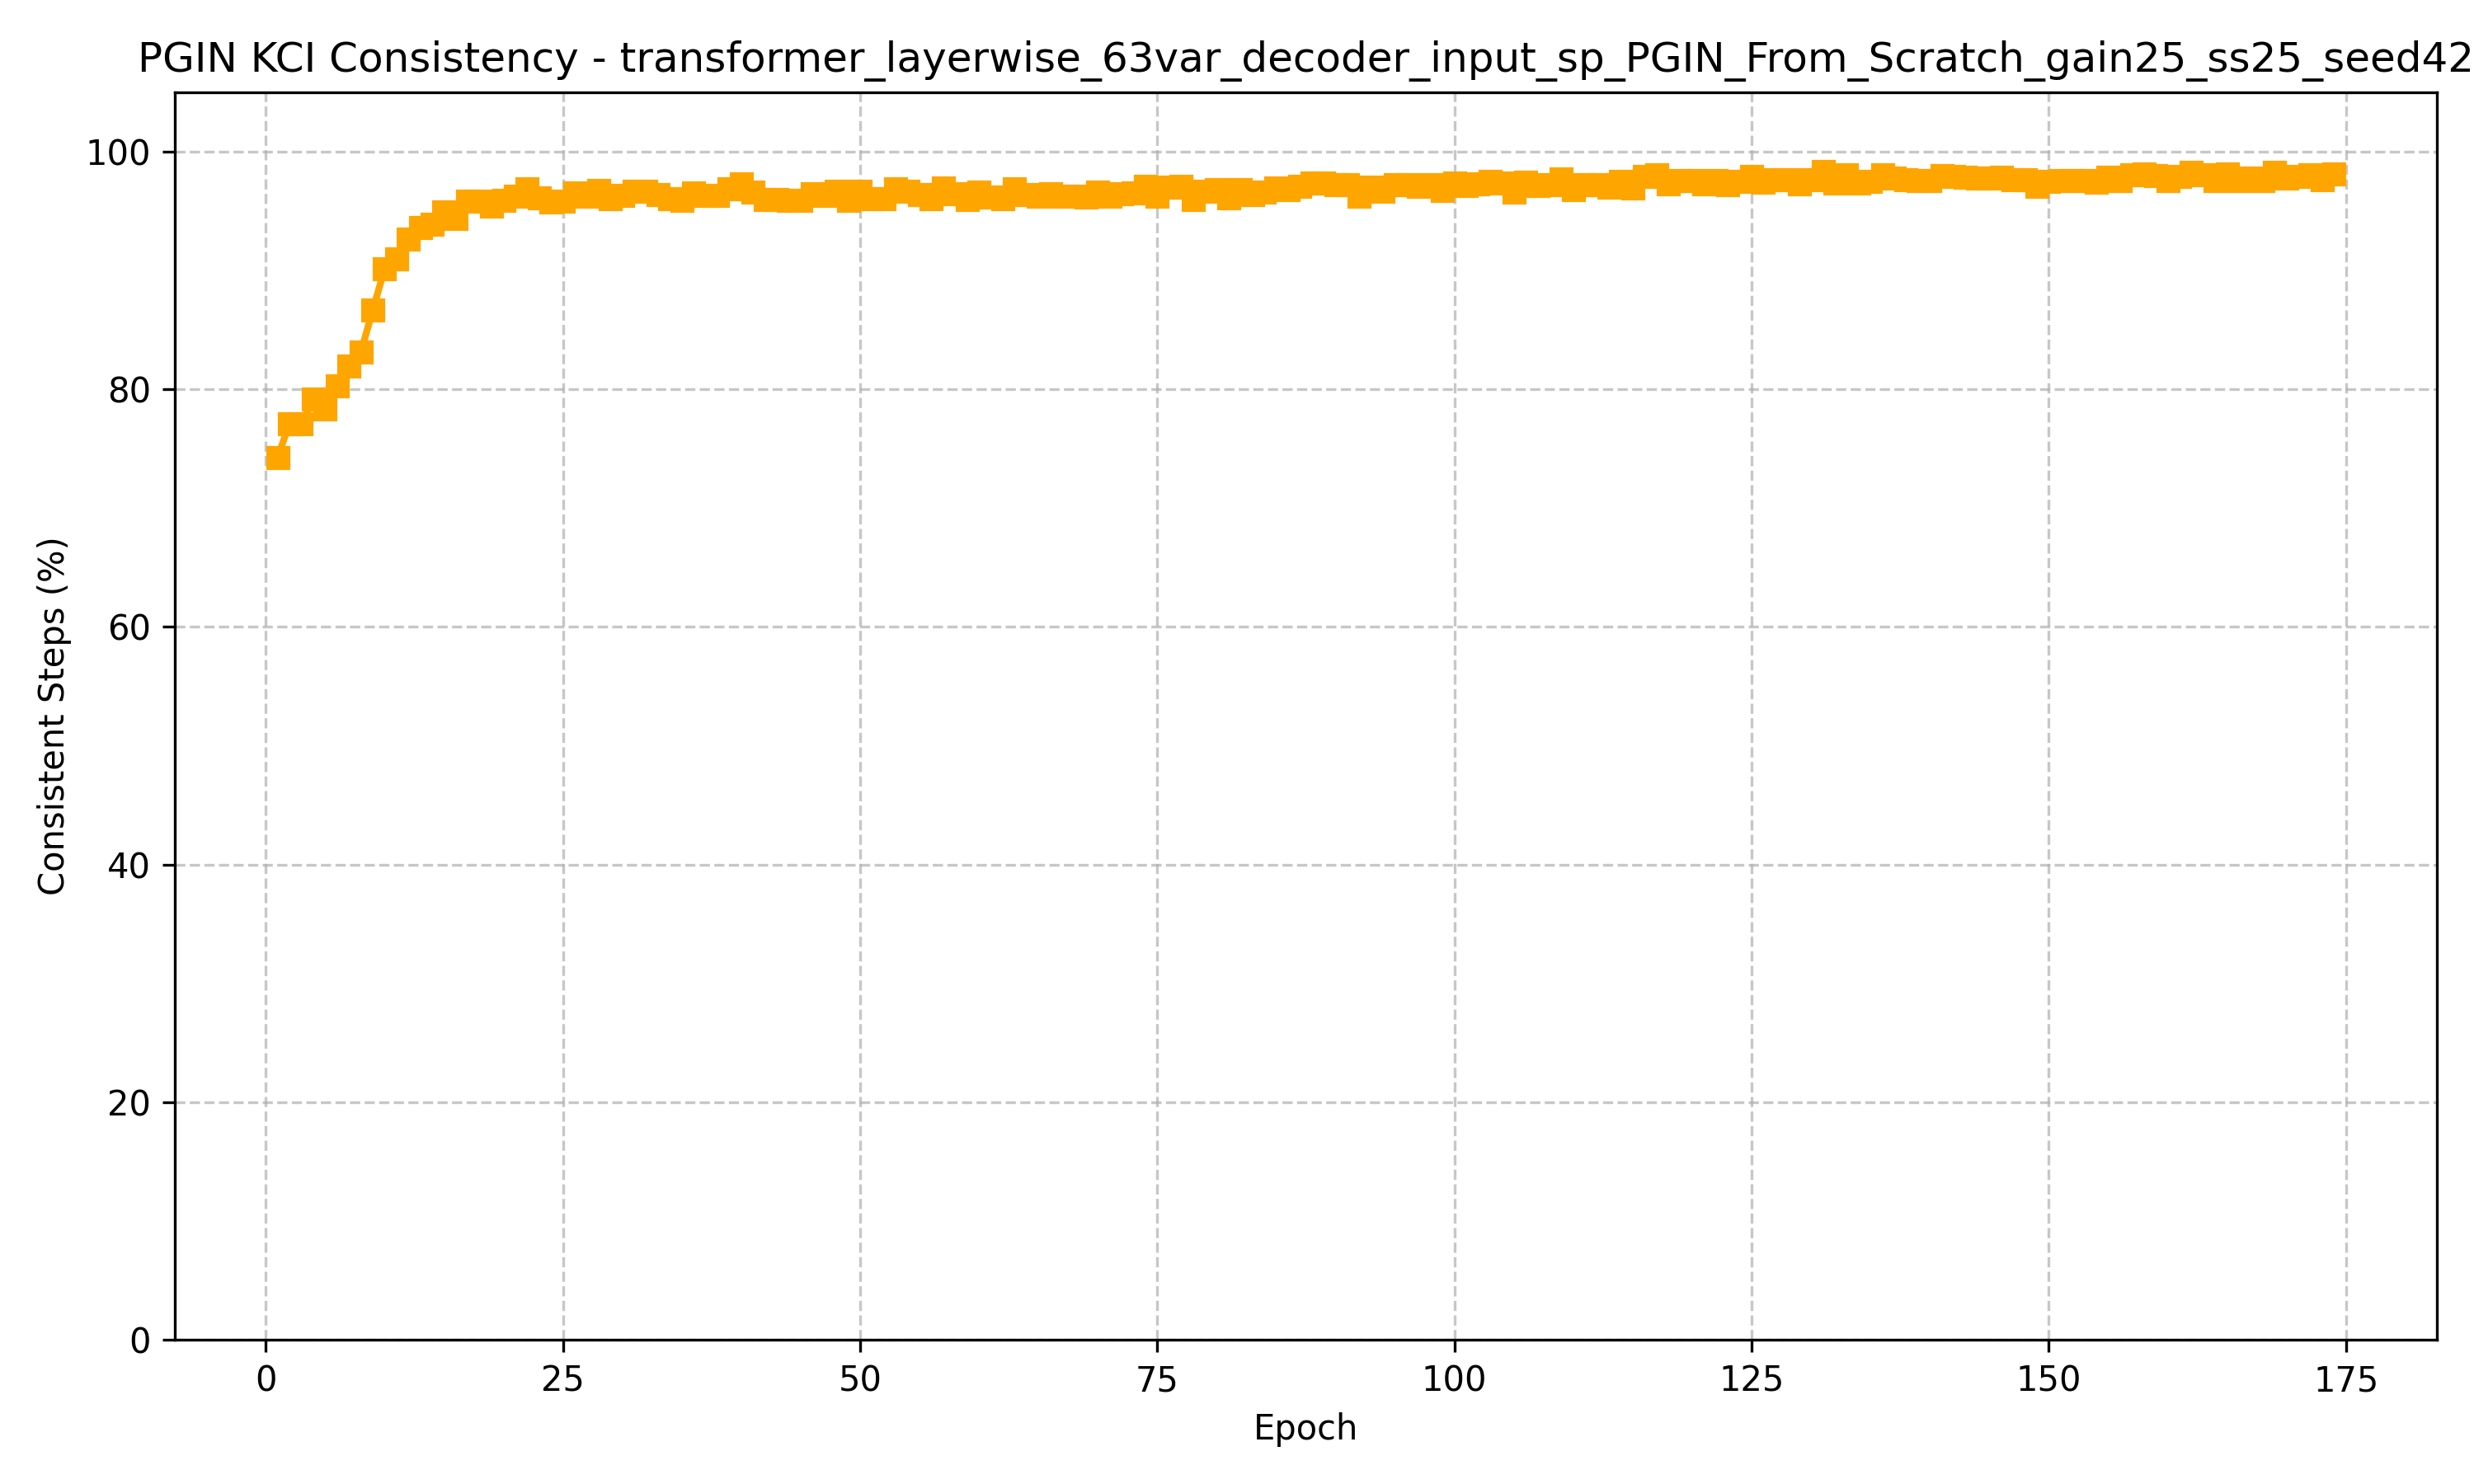 PGIN KCI Consistency - transformer_layerwise_63var_decoder_input_sp_PGIN_From_Scratch_gain25_ss25_seed42
100
80
60
40
20
0
Consistent Steps (%)
0 25 50 75 100 125 150 175
Epoch